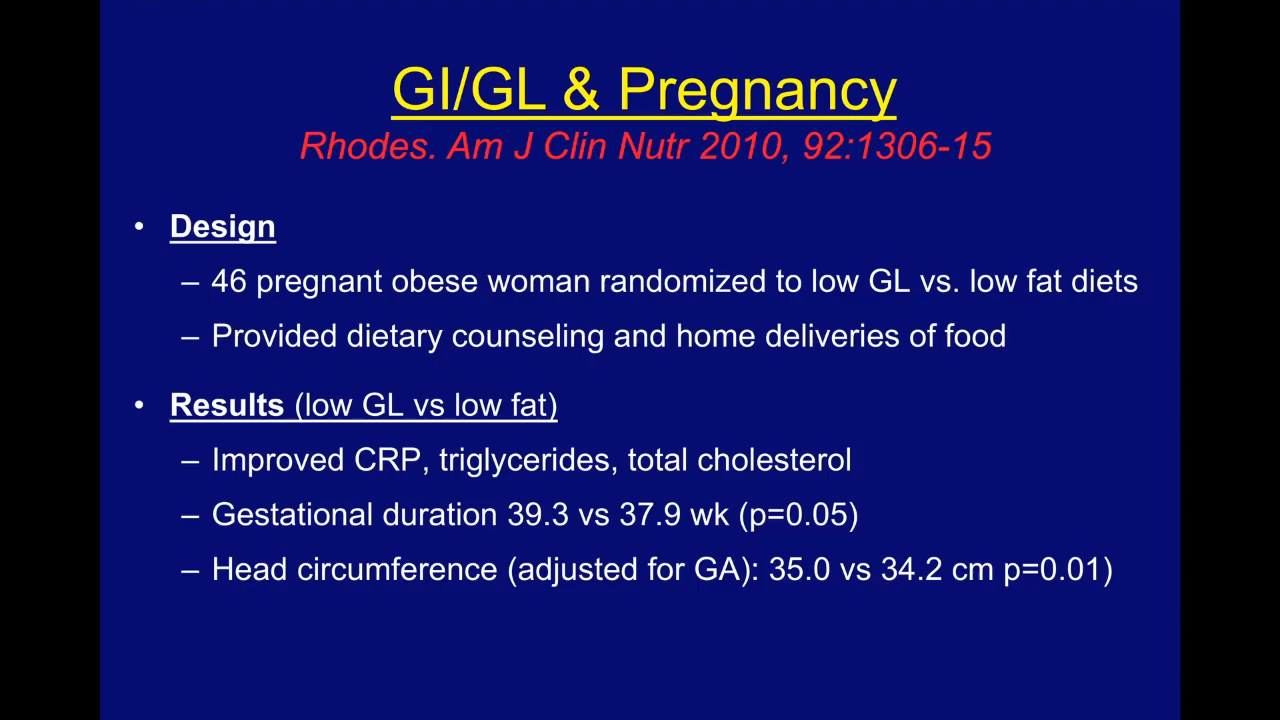 GI/GL & Pregnancy
Rhodes. Am J Clin Nutr 2010, 92:1306-15
• Design
– 46 pregnant obese woman randomized to low GL vs. low fat diets
– Provided dietary counseling and home deliveries of food
• Results (low GL vs low fat)
– Improved CRP, triglycerides, total cholesterol
– Gestational duration 39.3 vs 37.9 wk (p=0.05)
– Head circumference (adjusted for GA): 35.0 vs 34.2 cm p=0.01)